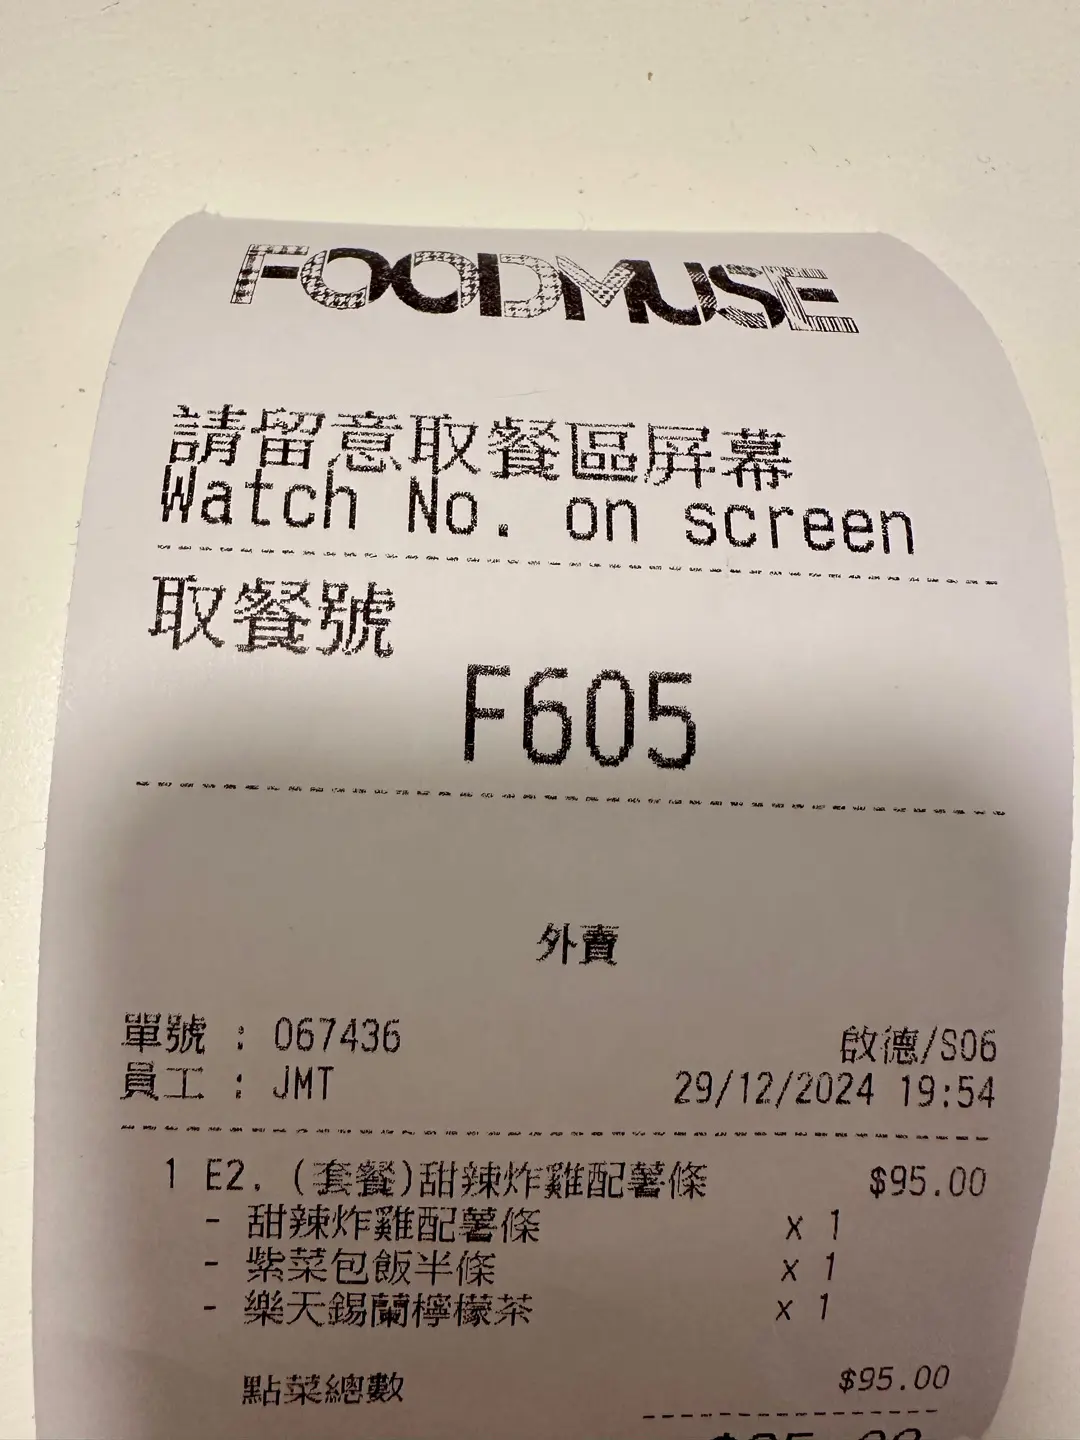 FOODMUSE
請留意取餐區屏幕
Watch No. on screen
取餐號
F605
外賣
單號 : 067436 啟德/S06
員工 : JMT 29/12/2024 19:54
1 E2. (套餐)甜辣炸雞配薯條 $95.00
- 甜辣炸雞配薯條 x 1
- 紫菜包飯半條 x 1
- 樂天錫蘭檸檬茶 x 1
點菜總數 $95.00